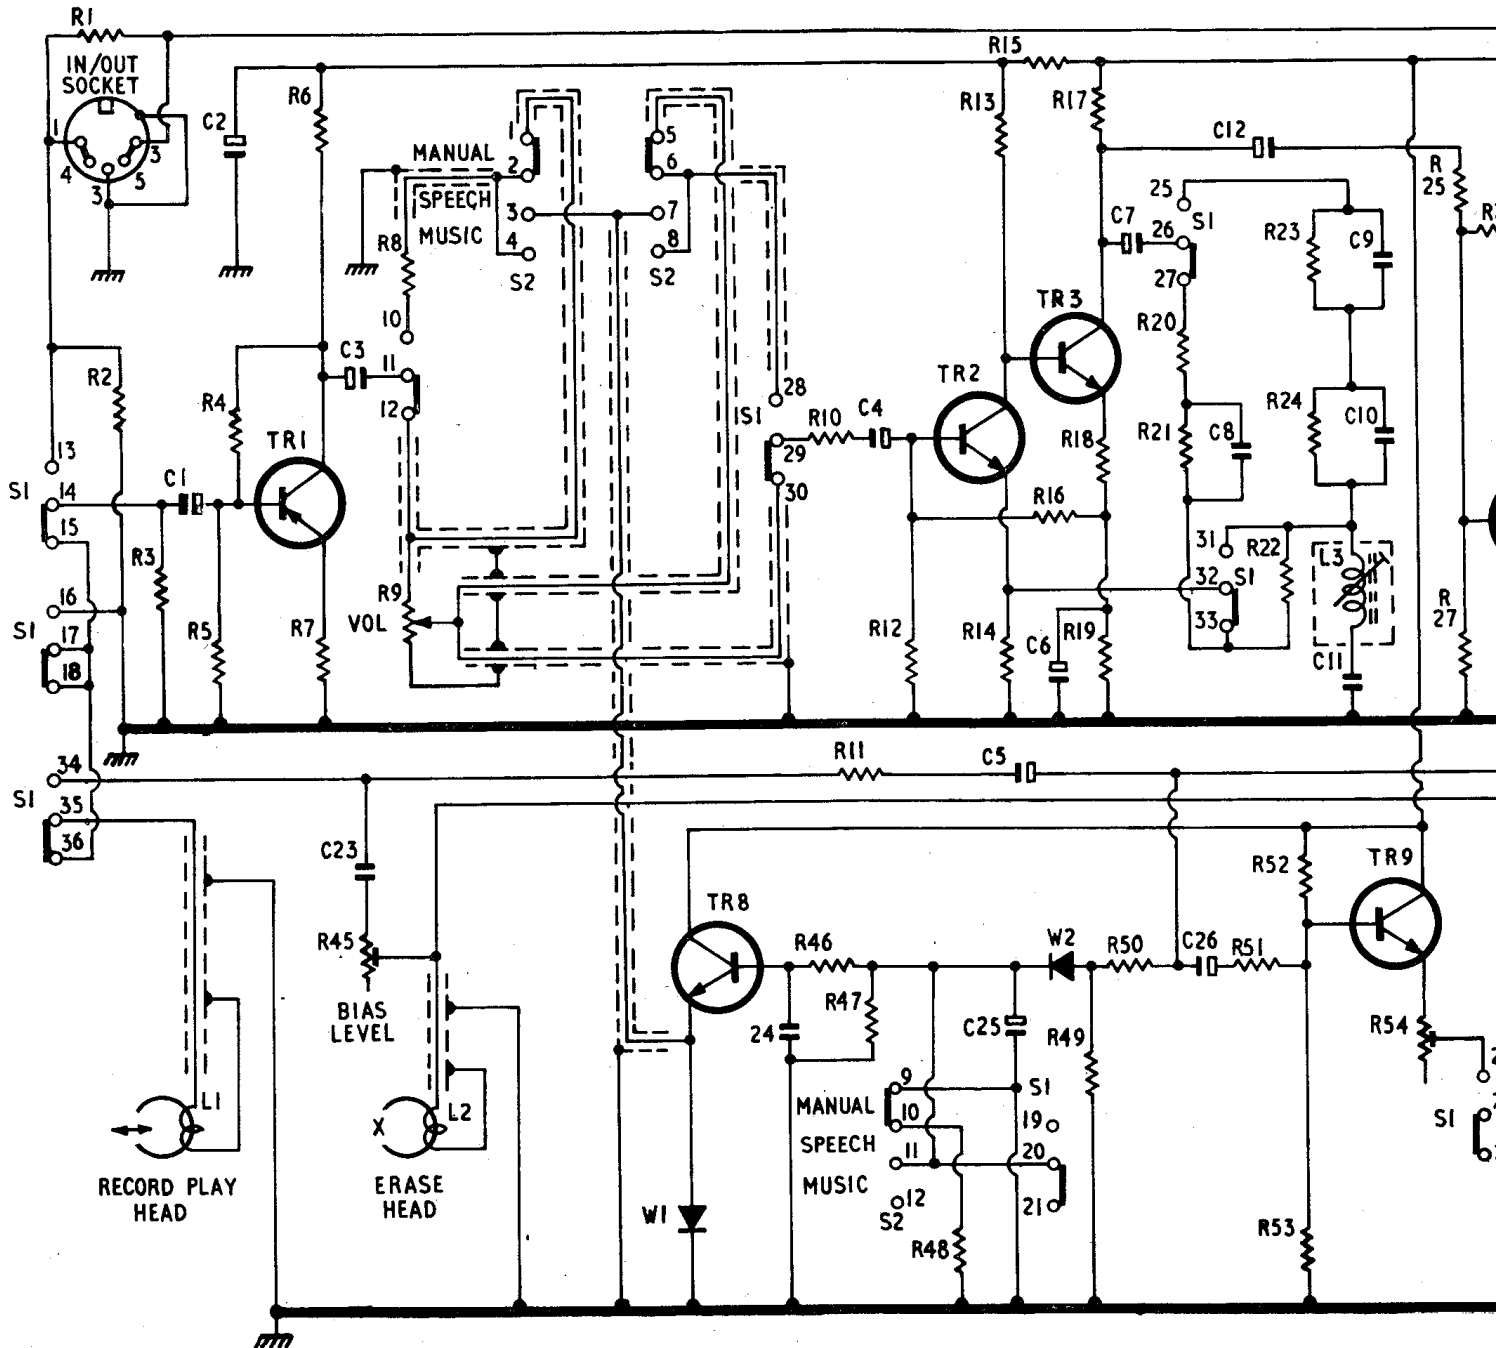 R1
IN/OUT
SOCKET
1
4
3
5
3
C2
R6
MANUAL
SPEECH
MUSIC
1
2
3
4
S2
5
6
7
8
S2
R8
10
11
12
C3
R15
R13
R17
C12
R
25
25
S1
26
27
C7
R23
C9
R20
R24
C10
R21
C8
TR3
TR2
R10
C4
28
S1
29
30
R18
R16
R2
R4
TR1
C1
13
S1
14
15
R3
16
S1
17
18
R5
R7
R9
VOL
R12
R14
C6
R19
31
32
S1
33
R22
L3
C11
R
27
34
S1
35
36
R11
C5
C23
R45
BIAS
LEVEL
L1
RECORD PLAY
HEAD
X
L2
ERASE
HEAD
TR8
R46
R47
24
W1
W2
R50
C26
R51
C25
R49
R52
TR9
R54
R53
9
MANUAL
10
SPEECH
11
MUSIC
12
S2
R48
S1
19
20
21
S1